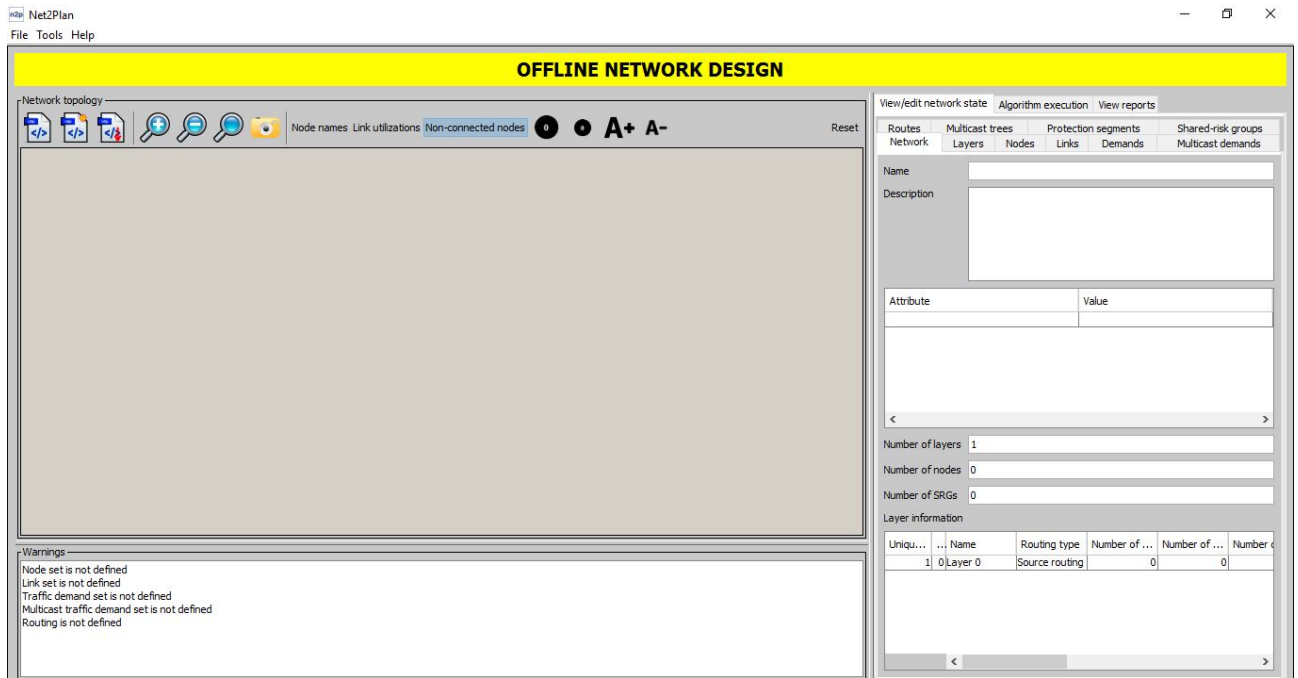 n2p Net2Plan
File Tools Help
OFFLINE NETWORK DESIGN
Network topology
</> </> </> Node names Link utilizations Non-connected nodes 0 0 A+ A- Reset
Warnings
Node set is not defined
Link set is not defined
Traffic demand set is not defined
Multicast traffic demand set is not defined
Routing is not defined
View/edit network state Algorithm execution View reports
Routes Multicast trees Protection segments Shared-risk groups
Network Layers Nodes Links Demands Multicast demands
Name
Description
Attribute Value
Number of layers 1
Number of nodes 0
Number of SRGs 0
Layer information
Uniqu... ... Name Routing type Number of ... Number of ... Number
1 0 Layer 0 Source routing 0 0